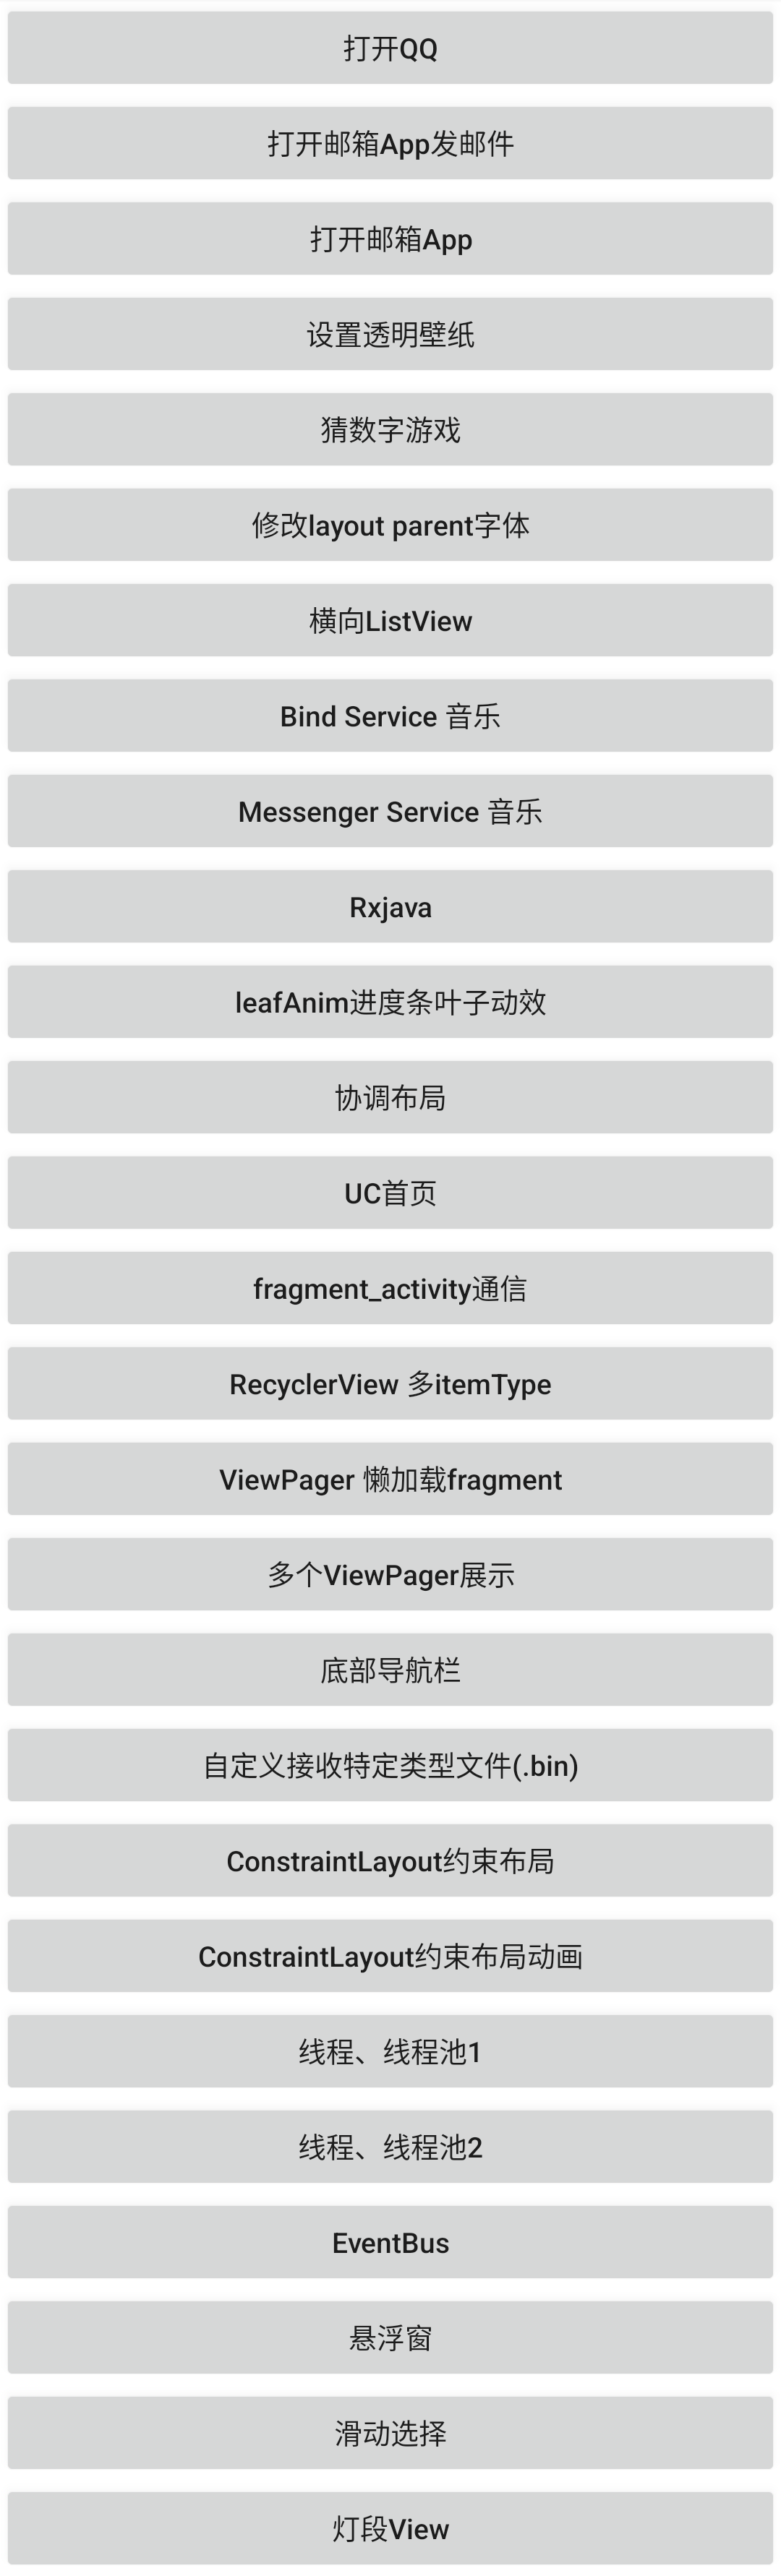 打开QQ
打开邮箱App发邮件
打开邮箱App
设置透明壁纸
猜数字游戏
修改layout parent字体
横向ListView
Bind Service 音乐
Messenger Service 音乐
Rxjava
leafAnim进度条叶子动效
协调布局
UC首页
fragment_activity通信
RecyclerView 多itemType
ViewPager 懒加载fragment
多个ViewPager展示
底部导航栏
自定义接收特定类型文件(.bin)
ConstraintLayout约束布局
ConstraintLayout约束布局动画
线程、线程池1
线程、线程池2
EventBus
悬浮窗
滑动选择
灯段View